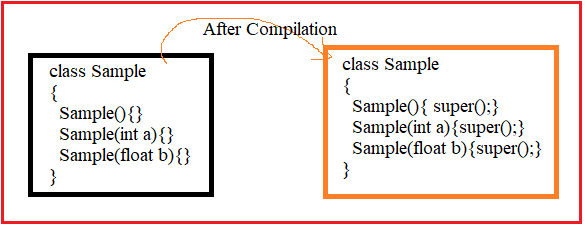 After Compilation
class Sample
{
Sample(){}
Sample(int a){}
Sample(float b){}
}
class Sample
{
Sample(){ super();}
Sample(int a){super();}
Sample(float b){super();}
}